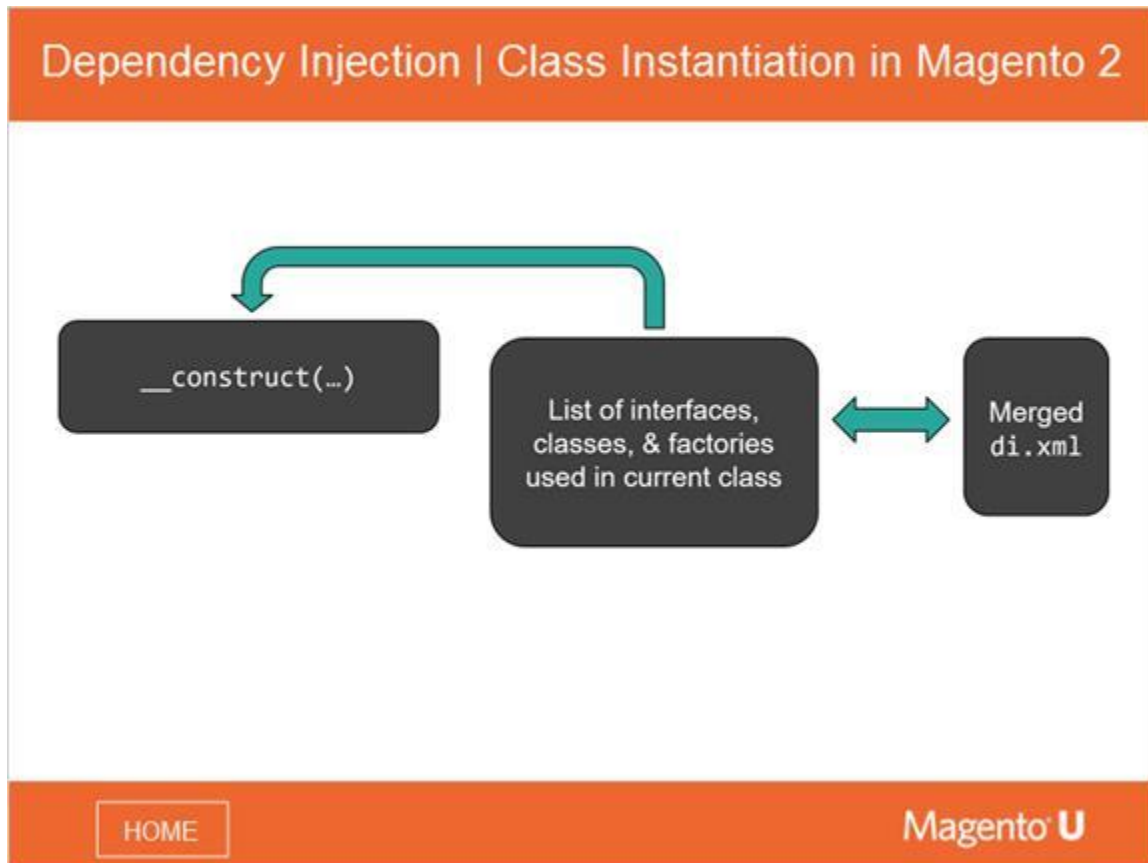 Dependency Injection | Class Instantiation in Magento 2
__construct(…)
List of interfaces,
classes, & factories
used in current class
Merged
di.xml
HOME
Magento U